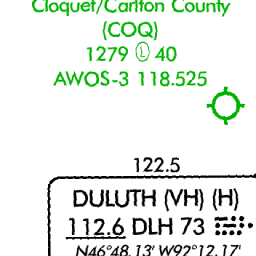 Cloquet/Carlton County
(COQ)
1279 Ⓛ 40
AWOS-3 118.525
122.5
DULUTH (VH) (H)
112.6 DLH 73
N46°48.13' W92°12.17'